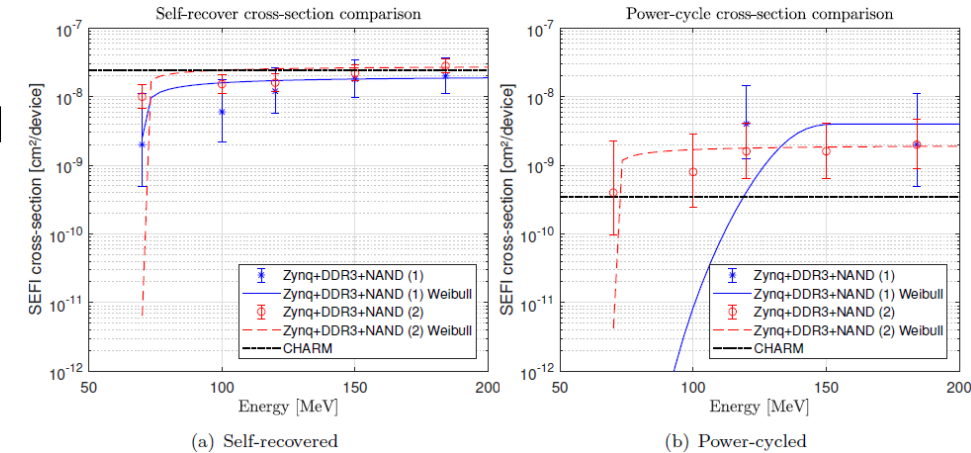 Self-recover cross-section comparison
SEFI cross-section [cm²/device]
10⁻⁷
10⁻⁸
10⁻⁹
10⁻¹⁰
10⁻¹¹
10⁻¹²
Zynq+DDR3+NAND (1)
Zynq+DDR3+NAND (1) Weibull
Zynq+DDR3+NAND (2)
Zynq+DDR3+NAND (2) Weibull
CHARM
50 100 150 200
Energy [MeV]
(a) Self-recovered
Power-cycle cross-section comparison
SEFI cross-section [cm²/device]
10⁻⁷
10⁻⁸
10⁻⁹
10⁻¹⁰
10⁻¹¹
10⁻¹²
Zynq+DDR3+NAND (1)
Zynq+DDR3+NAND (1) Weibull
Zynq+DDR3+NAND (2)
Zynq+DDR3+NAND (2) Weibull
CHARM
50 100 150 200
Energy [MeV]
(b) Power-cycled